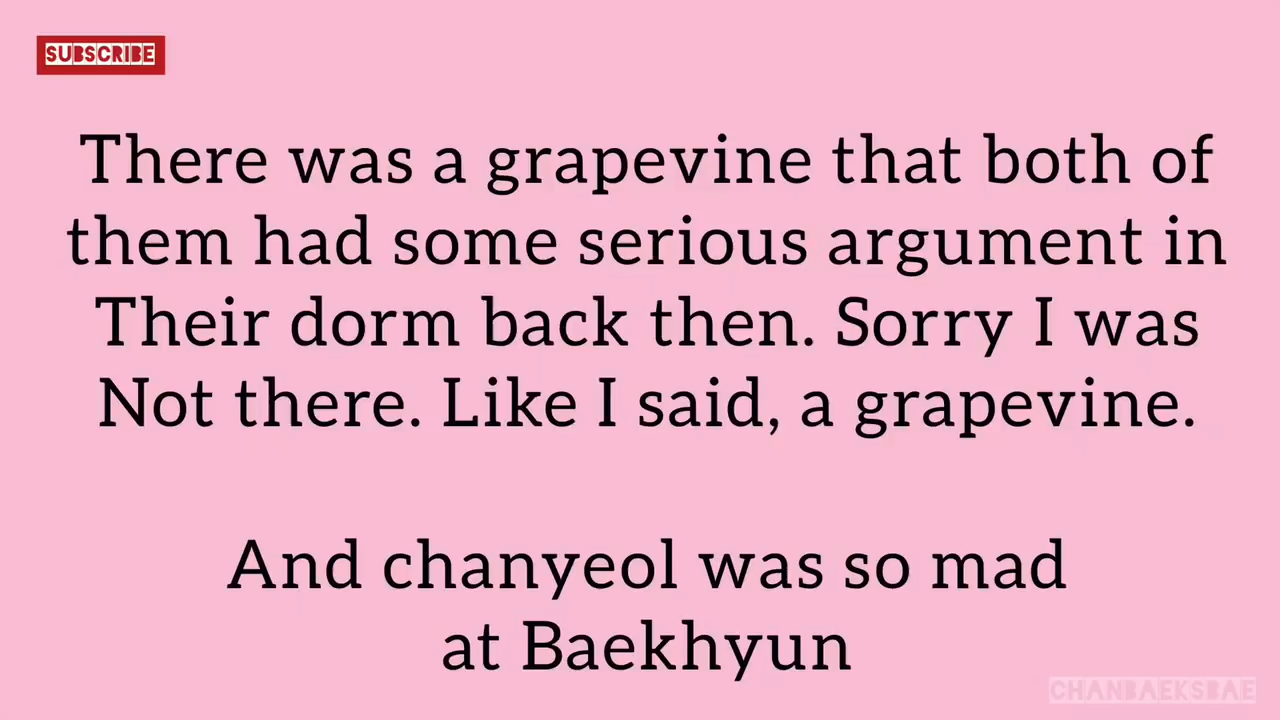 SUBSCRIBE
There was a grapevine that both of
them had some serious argument in
Their dorm back then. Sorry I was
Not there. Like I said, a grapevine.
And chanyeol was so mad
at Baekhyun
CHANBAEKSBAE